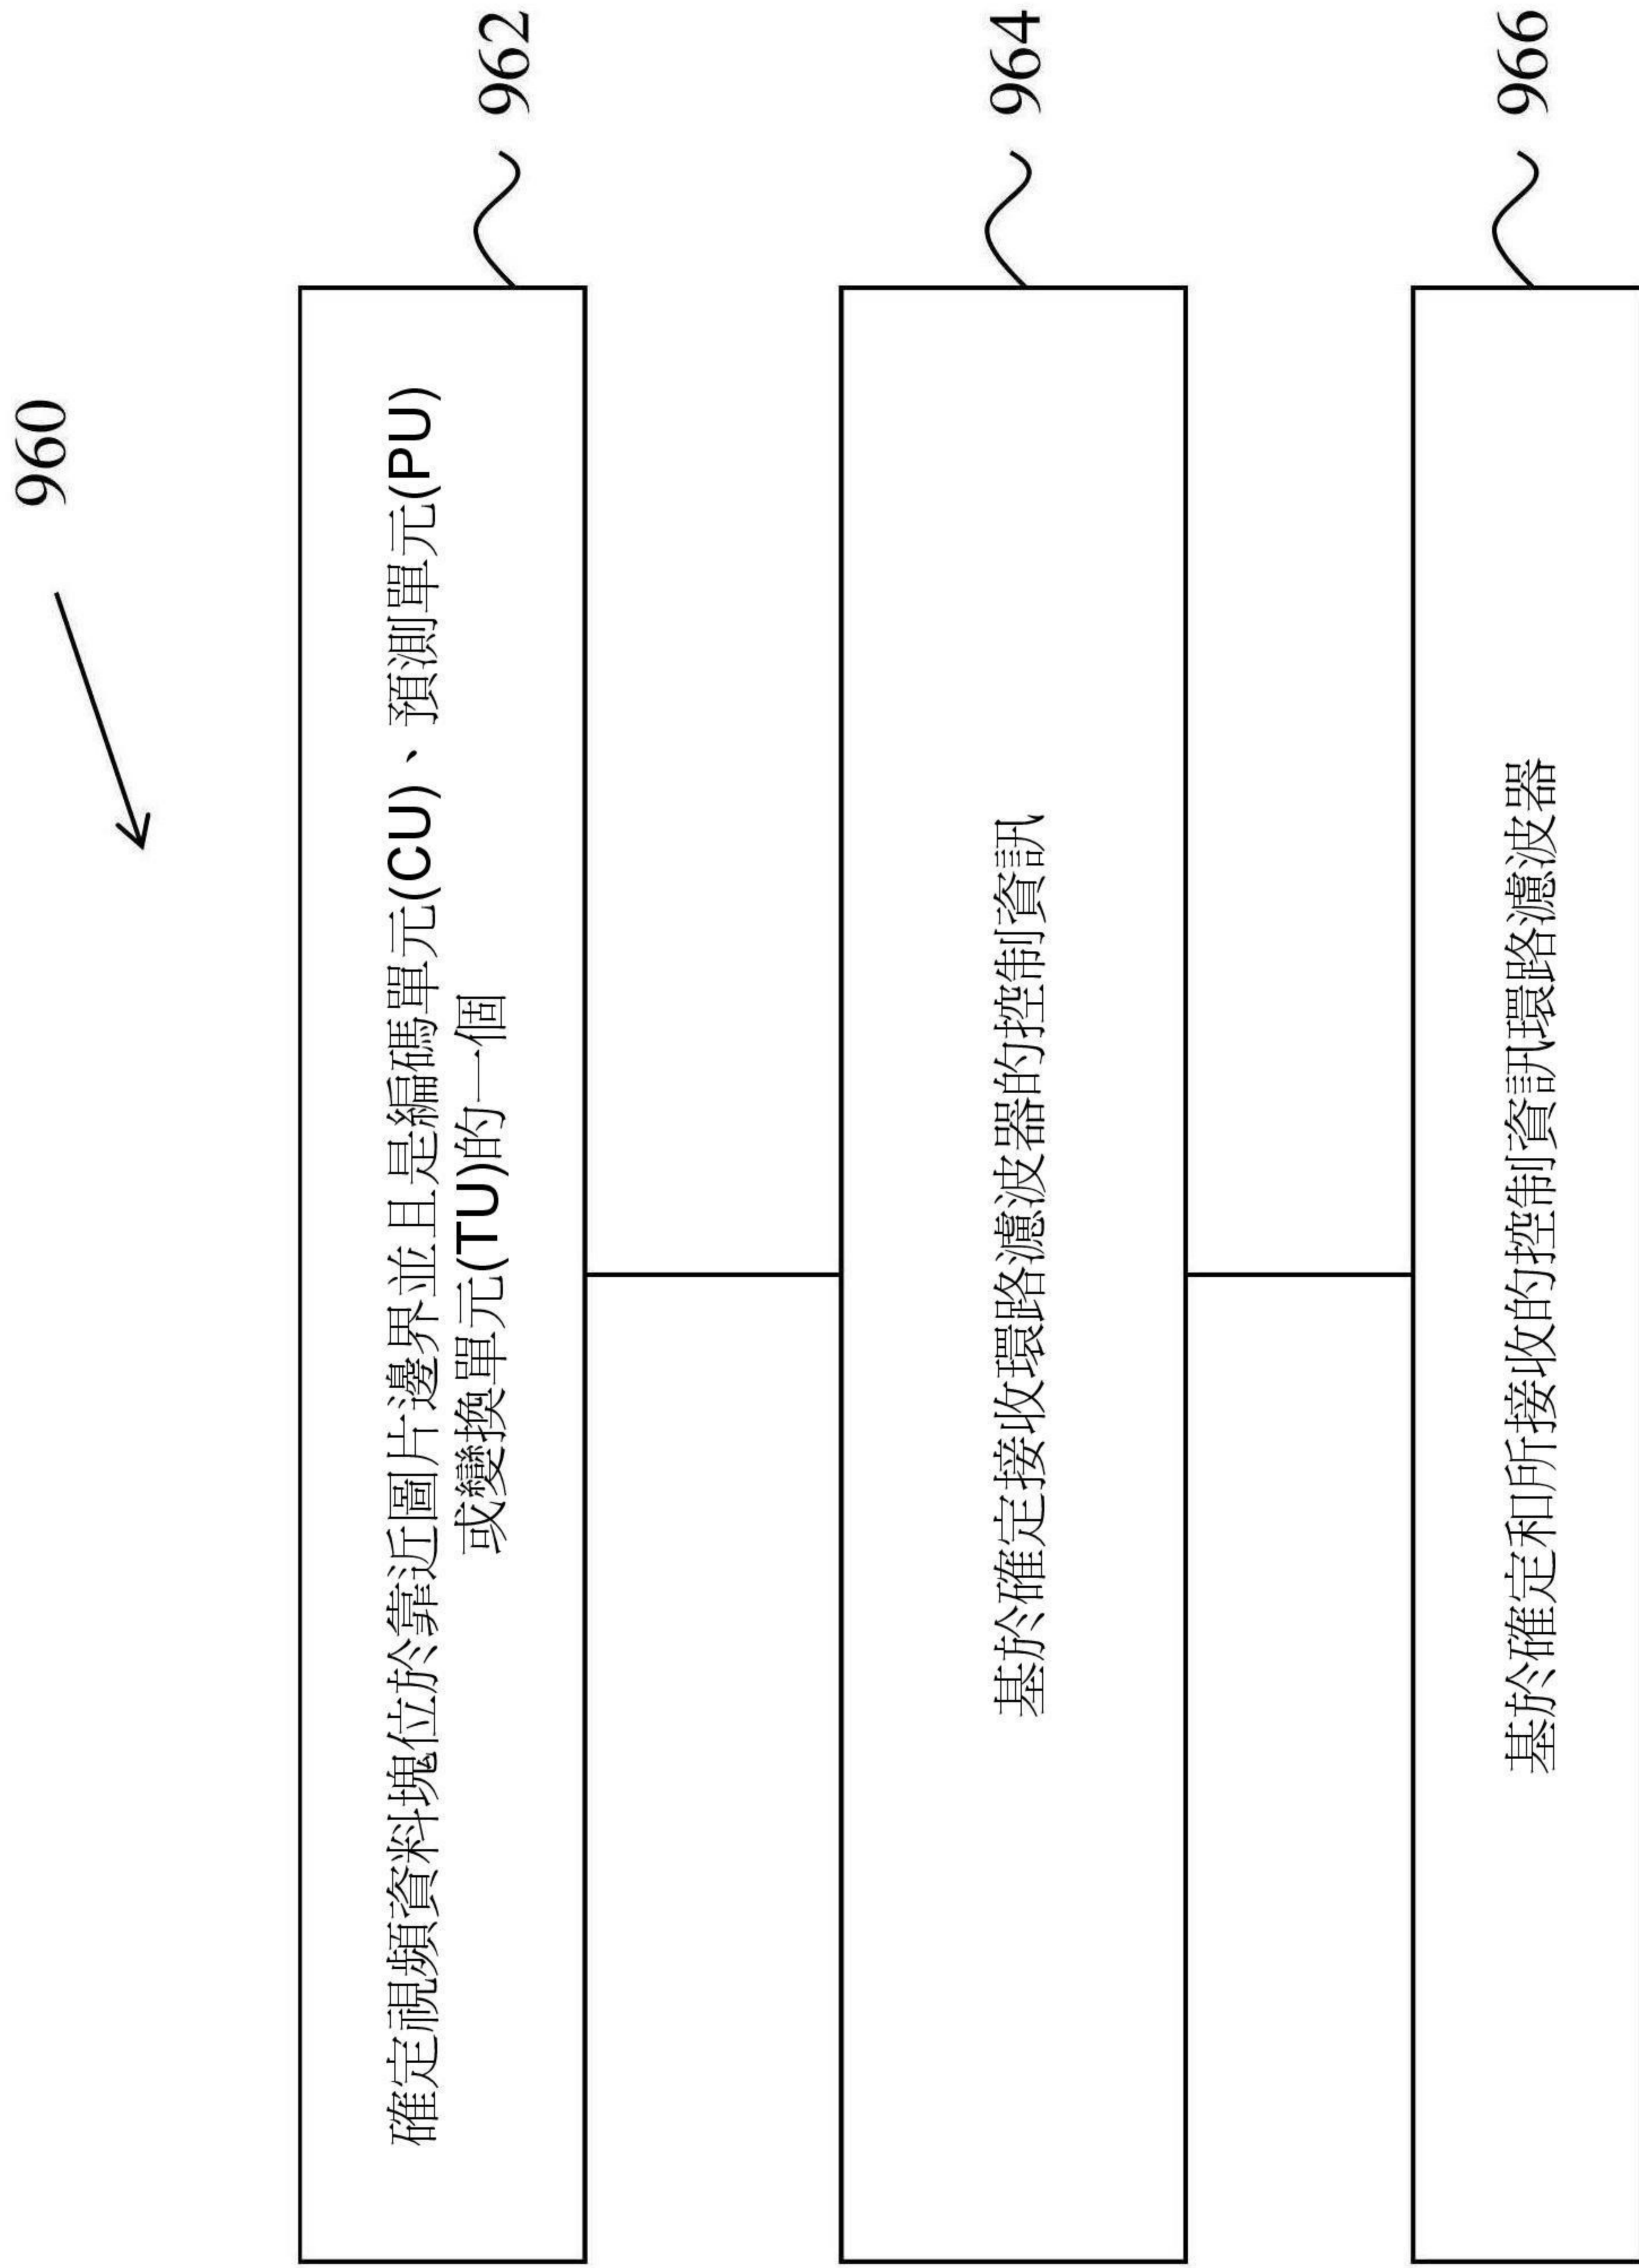 960
確定視頻資料塊位於靠近圖片邊界並且是編碼單元(CU)、預測單元(PU)
或變換單元(TU)的一個
962
基於確定接收環路濾波器的控制資訊
964
基於確定和所接收的控制資訊環路濾波器
966